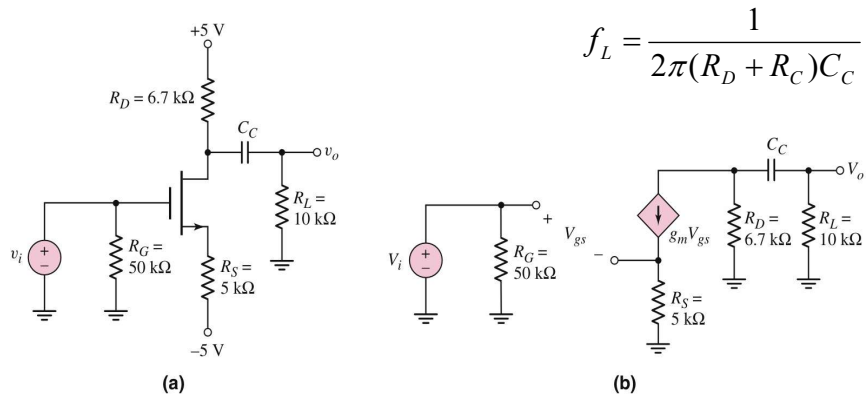 f_L = 1 / 2π(R_D + R_C)C_C
+5 V
R_D = 6.7 kΩ
C_C
v_o
R_L =
10 kΩ
v_i
+
−
R_G =
50 kΩ
R_S =
5 kΩ
−5 V
(a)
C_C
V_o
+
V_gs
−
g_mV_gs
R_D =
6.7 kΩ
R_L =
10 kΩ
V_i
+
−
R_G =
50 kΩ
R_S =
5 kΩ
(b)